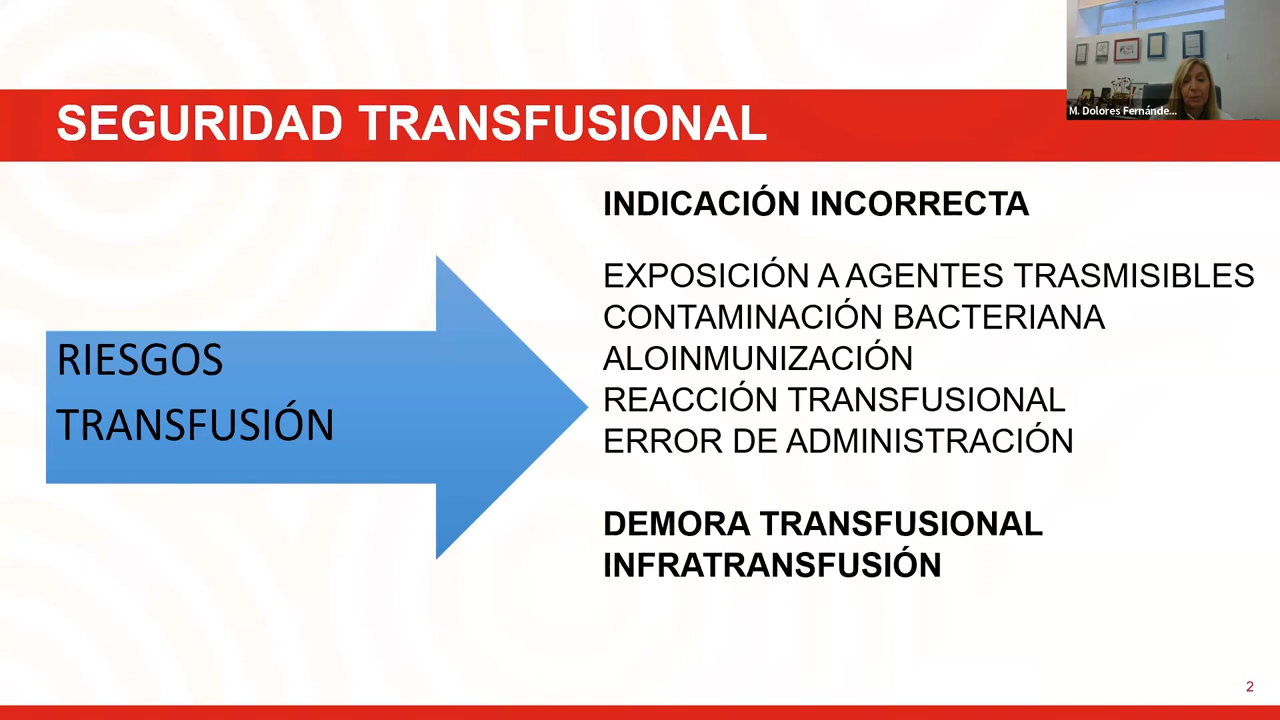 M. Dolores Fernánde...
SEGURIDAD TRANSFUSIONAL
RIESGOS
TRANSFUSIÓN
INDICACIÓN INCORRECTA
EXPOSICIÓN A AGENTES TRASMISIBLES
CONTAMINACIÓN BACTERIANA
ALOINMUNIZACIÓN
REACCIÓN TRANSFUSIONAL
ERROR DE ADMINISTRACIÓN
DEMORA TRANSFUSIONAL
INFRATRANSFUSIÓN
2